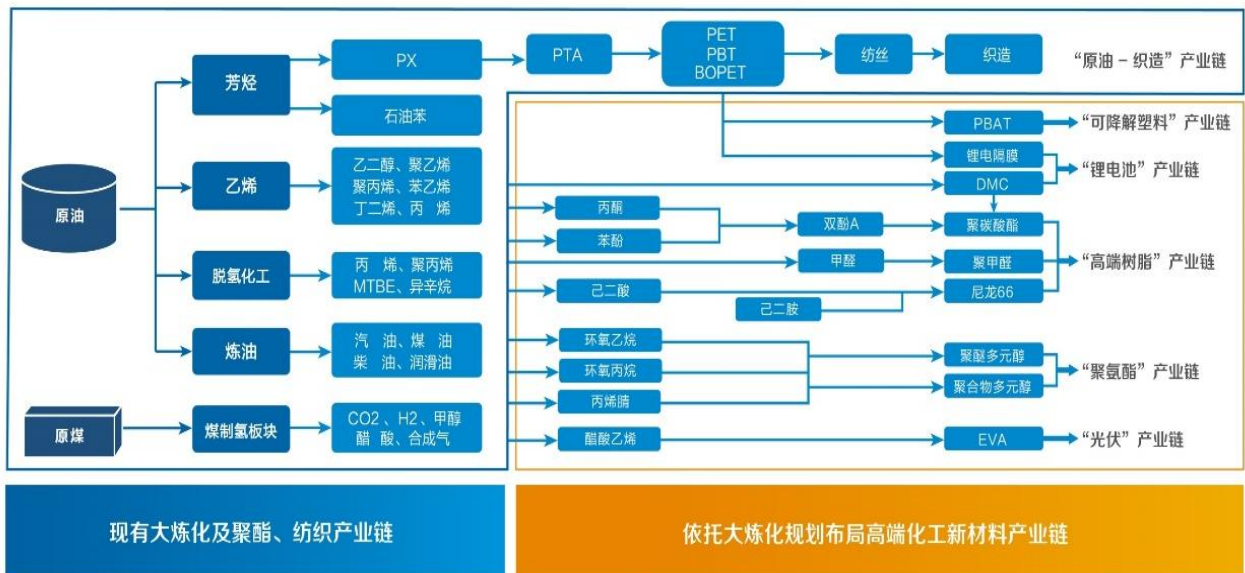 芳烃
PX
PTA
PET
PBT
BOPET
纺丝
织造
“原油 – 织造”产业链
石油苯
原油
乙烯
乙二醇、聚乙烯
聚丙烯、苯乙烯
丁二烯、丙 烯
PBAT
“可降解塑料”产业链
锂电隔膜
DMC
“锂电池”产业链
丙酮
苯酚
双酚A
聚碳酸酯
脱氢化工
丙 烯、聚丙烯
MTBE、异辛烷
甲醛
聚甲醛
“高端树脂”产业链
己二酸
己二胺
尼龙66
炼油
汽 油、煤 油
柴 油、润滑油
环氧乙烷
环氧丙烷
丙烯腈
聚醚多元醇
聚合物多元醇
“聚氨酯”产业链
原煤
煤制氢板块
CO2 、H2、甲醇
醋 酸、合成气
醋酸乙烯
EVA
“光伏”产业链
现有大炼化及聚酯、纺织产业链
依托大炼化规划布局高端化工新材料产业链